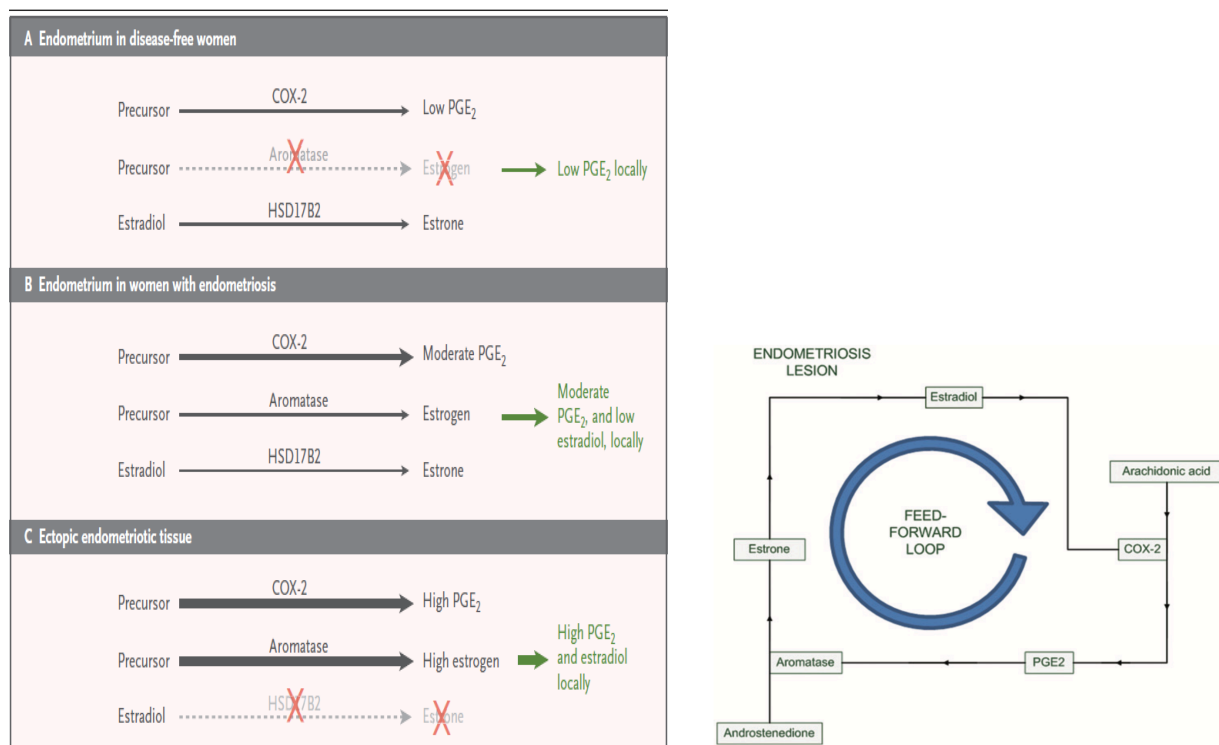 A Endometrium in disease-free women
COX-2
Precursor
Low PGE2
Aromatase
Precursor
Estrogen
Low PGE2 locally
HSD17B2
Estradiol
Estrone
B Endometrium in women with endometriosis
COX-2
Precursor
Moderate PGE2
Aromatase
Precursor
Estrogen
Moderate
PGE2, and low
estradiol, locally
HSD17B2
Estradiol
Estrone
C Ectopic endometriotic tissue
COX-2
Precursor
High PGE2
Aromatase
Precursor
High estrogen
High PGE2
and estradiol
locally
HSD17B2
Estradiol
Estrone
ENDOMETRIOSIS
LESION
Estradiol
Arachidonic acid
FEED-
FORWARD
LOOP
Estrone
COX-2
Aromatase
PGE2
Androstenedione